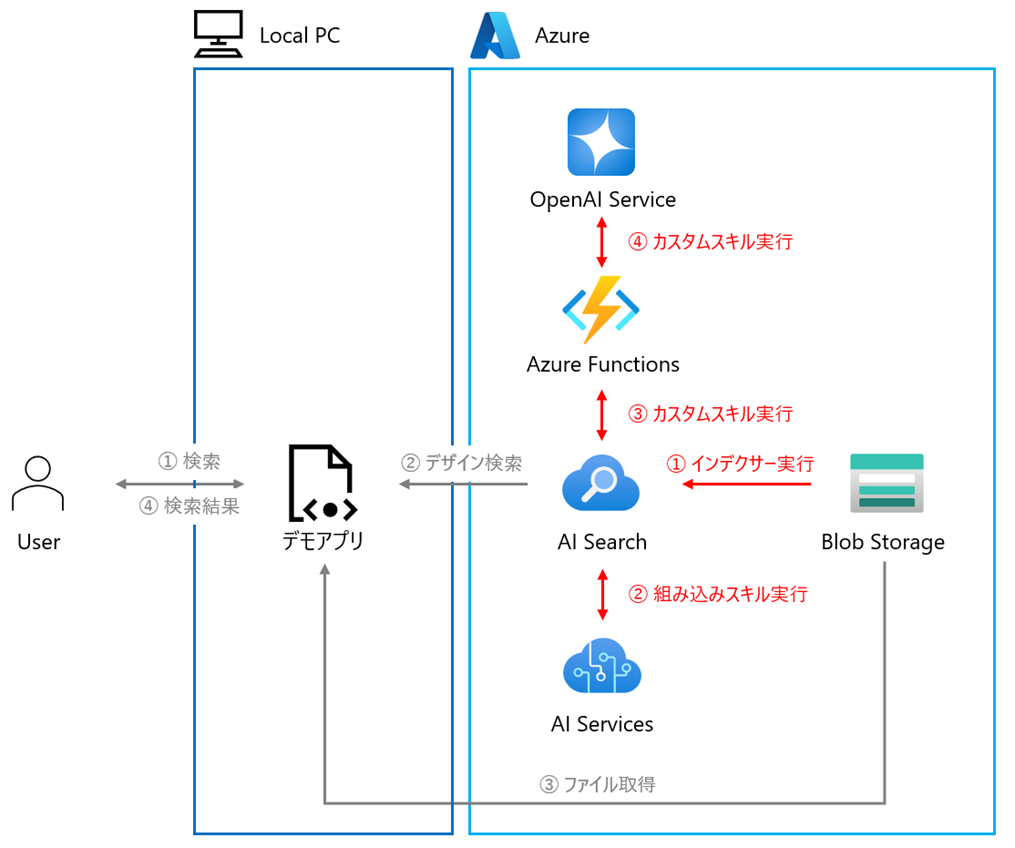 Local PC
Azure
OpenAI Service
④ カスタムスキル実行
Azure Functions
③ カスタムスキル実行
① 検索
② デザイン検索
① インデクサー実行
④ 検索結果
User
デモアプリ
AI Search
Blob Storage
② 組み込みスキル実行
AI Services
③ ファイル取得